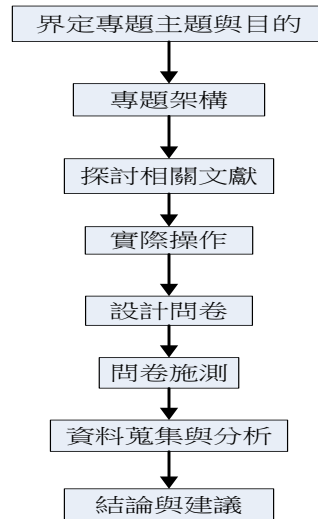 界定專題主題與目的
專題架構
探討相關文獻
實際操作
設計問卷
問卷施測
資料蒐集與分析
結論與建議